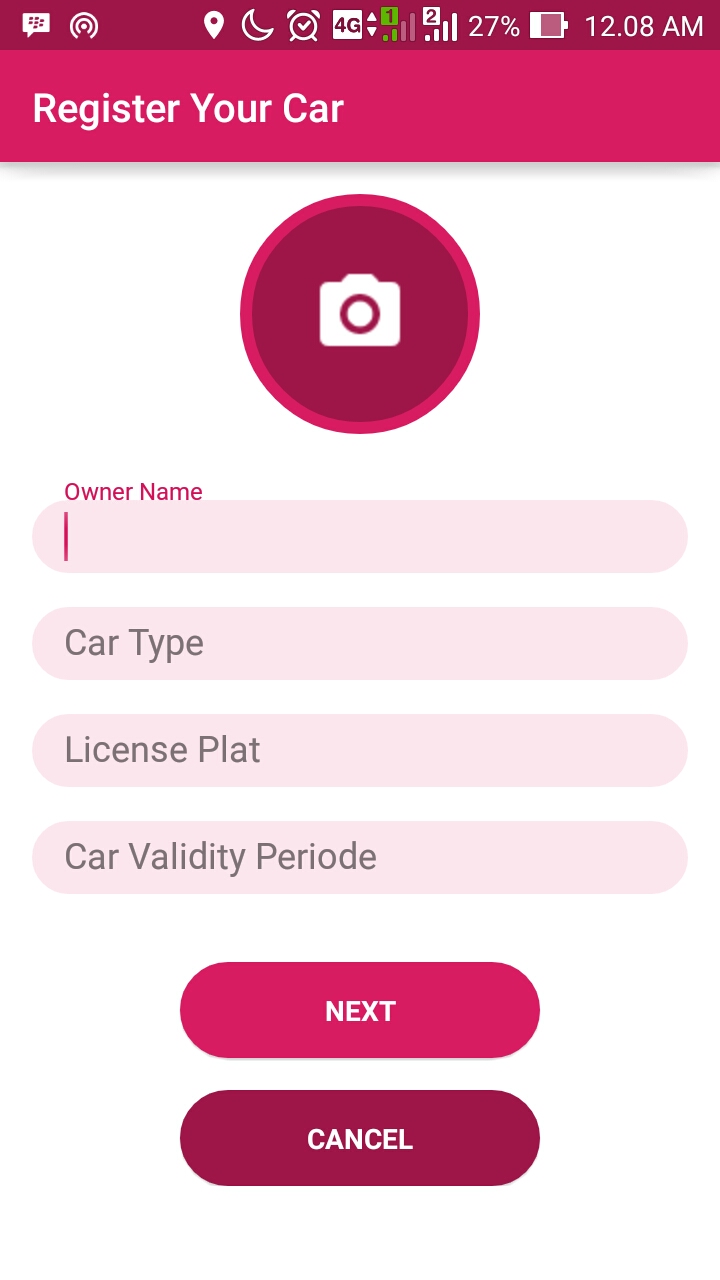 4G 1 2 27% 12.08 AM
Register Your Car
Owner Name
Car Type
License Plat
Car Validity Periode
NEXT
CANCEL